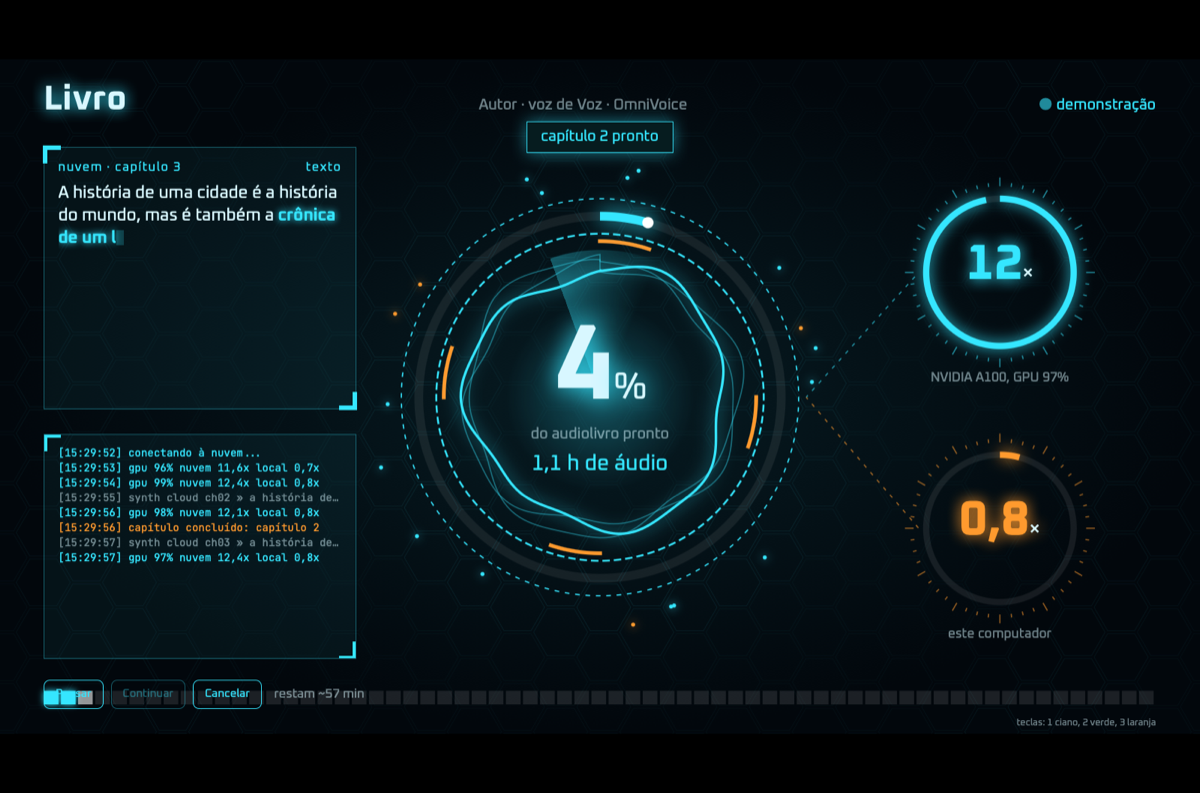 Livro
Autor · voz de Voz · OmniVoice
demonstração
capítulo 2 pronto
nuvem · capítulo 3 texto
A história de uma cidade é a história
do mundo, mas é também a crônica
de um l
[15:29:52] conectando à nuvem...
[15:29:53] gpu 96% nuvem 11,6x local 0,7x
[15:29:54] gpu 99% nuvem 12,4x local 0,8x
[15:29:55] synth cloud ch02 » a história de…
[15:29:56] gpu 98% nuvem 12,1x local 0,8x
[15:29:56] capítulo concluído: capítulo 2
[15:29:57] synth cloud ch03 » a história de…
[15:29:57] gpu 97% nuvem 12,4x local 0,8x
4%
do audiolivro pronto
1,1 h de áudio
12×
NVIDIA A100, GPU 97%
0,8×
este computador
Continuar
Cancelar
restam ~57 min
teclas: 1 ciano, 2 verde, 3 laranja